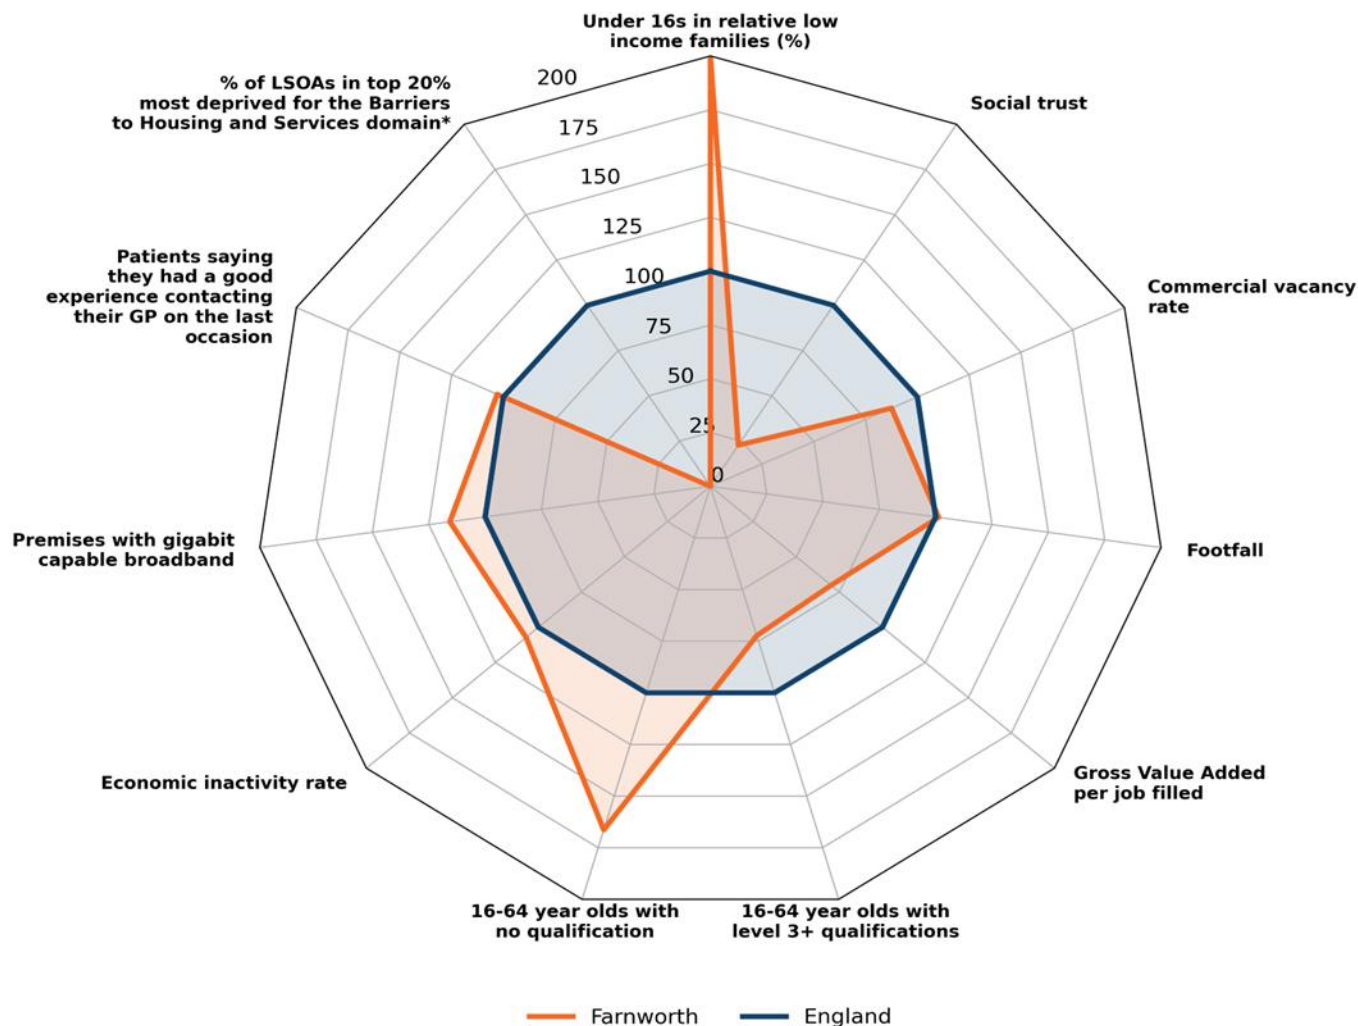 Under 16s in relative low
income families (%)
% of LSOAs in top 20%
most deprived for the Barriers
to Housing and Services domain*
Social trust
200
175
150
125
100
75
50
25
0
Patients saying
they had a good
experience contacting
their GP on the last
occasion
Commercial vacancy
rate
Premises with gigabit
capable broadband
Footfall
Economic inactivity rate
Gross Value Added
per job filled
16-64 year olds with
no qualification
16-64 year olds with
level 3+ qualifications
Farnworth
England